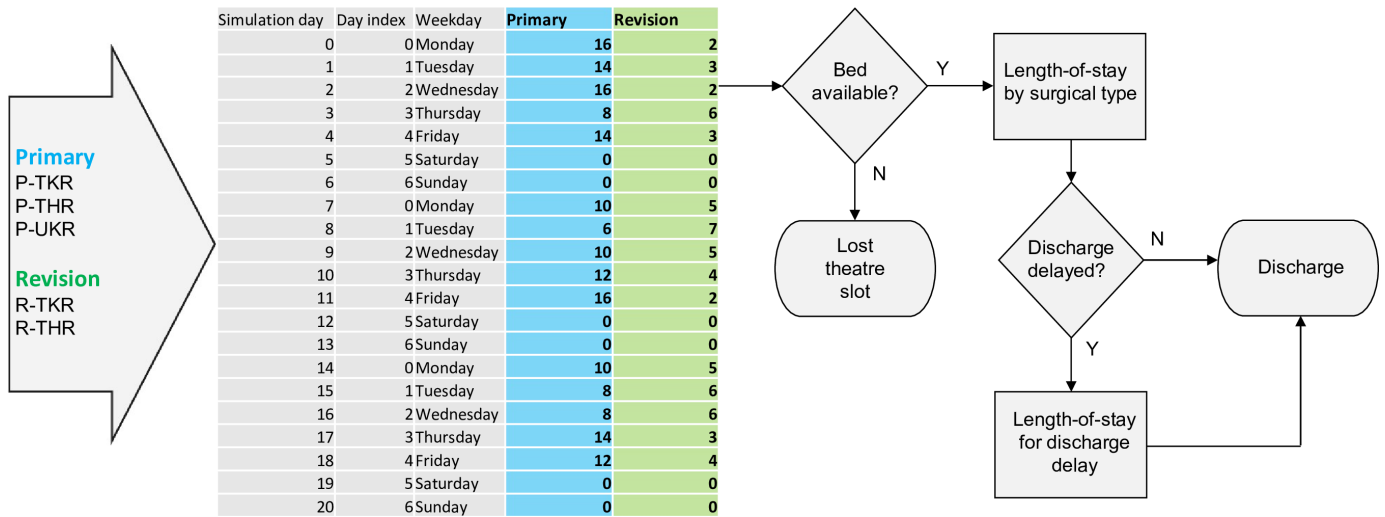 Primary
P-TKR
P-THR
P-UKR
Revision
R-TKR
R-THR
Simulation day Day index Weekday Primary Revision
0 0 Monday 16 2
1 1 Tuesday 14 3
2 2 Wednesday 16 2
3 3 Thursday 8 6
4 4 Friday 14 3
5 5 Saturday 0 0
6 6 Sunday 0 0
7 0 Monday 10 5
8 1 Tuesday 6 7
9 2 Wednesday 10 5
10 3 Thursday 12 4
11 4 Friday 16 2
12 5 Saturday 0 0
13 6 Sunday 0 0
14 0 Monday 10 5
15 1 Tuesday 8 6
16 2 Wednesday 8 6
17 3 Thursday 14 3
18 4 Friday 12 4
19 5 Saturday 0 0
20 6 Sunday 0 0
Bed
available?
Y
N
Lost
theatre
slot
Length-of-stay
by surgical type
Discharge
delayed?
N
Y
Discharge
Length-of-stay
for discharge
delay